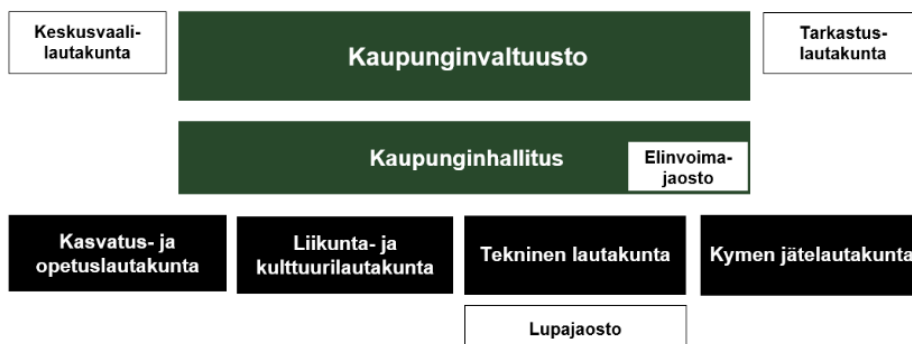 Keskusvaali-
lautakunta
Kaupunginvaltuusto
Tarkastus-
lautakunta
Kaupunginhallitus
Elinvoima-
jaosto
Kasvatus- ja
opetuslautakunta
Liikunta- ja
kulttuurilautakunta
Tekninen lautakunta
Kymen jätelautakunta
Lupajaosto